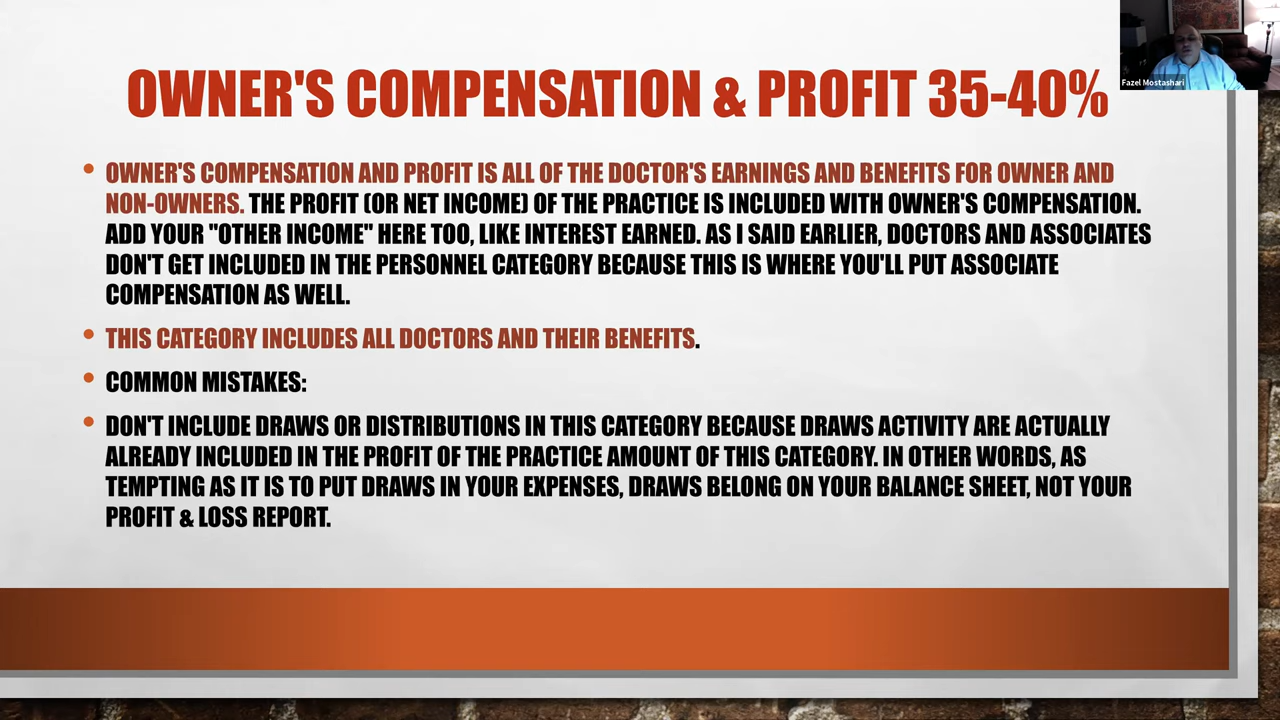 OWNER'S COMPENSATION & PROFIT 35-40%
Fazel Mostashari
• OWNER'S COMPENSATION AND PROFIT IS ALL OF THE DOCTOR'S EARNINGS AND BENEFITS FOR OWNER AND
NON-OWNERS. THE PROFIT (OR NET INCOME) OF THE PRACTICE IS INCLUDED WITH OWNER'S COMPENSATION.
ADD YOUR "OTHER INCOME" HERE TOO, LIKE INTEREST EARNED. AS I SAID EARLIER, DOCTORS AND ASSOCIATES
DON'T GET INCLUDED IN THE PERSONNEL CATEGORY BECAUSE THIS IS WHERE YOU'LL PUT ASSOCIATE
COMPENSATION AS WELL.
• THIS CATEGORY INCLUDES ALL DOCTORS AND THEIR BENEFITS.
• COMMON MISTAKES:
• DON'T INCLUDE DRAWS OR DISTRIBUTIONS IN THIS CATEGORY BECAUSE DRAWS ACTIVITY ARE ACTUALLY
ALREADY INCLUDED IN THE PROFIT OF THE PRACTICE AMOUNT OF THIS CATEGORY. IN OTHER WORDS, AS
TEMPTING AS IT IS TO PUT DRAWS IN YOUR EXPENSES, DRAWS BELONG ON YOUR BALANCE SHEET, NOT YOUR
PROFIT & LOSS REPORT.